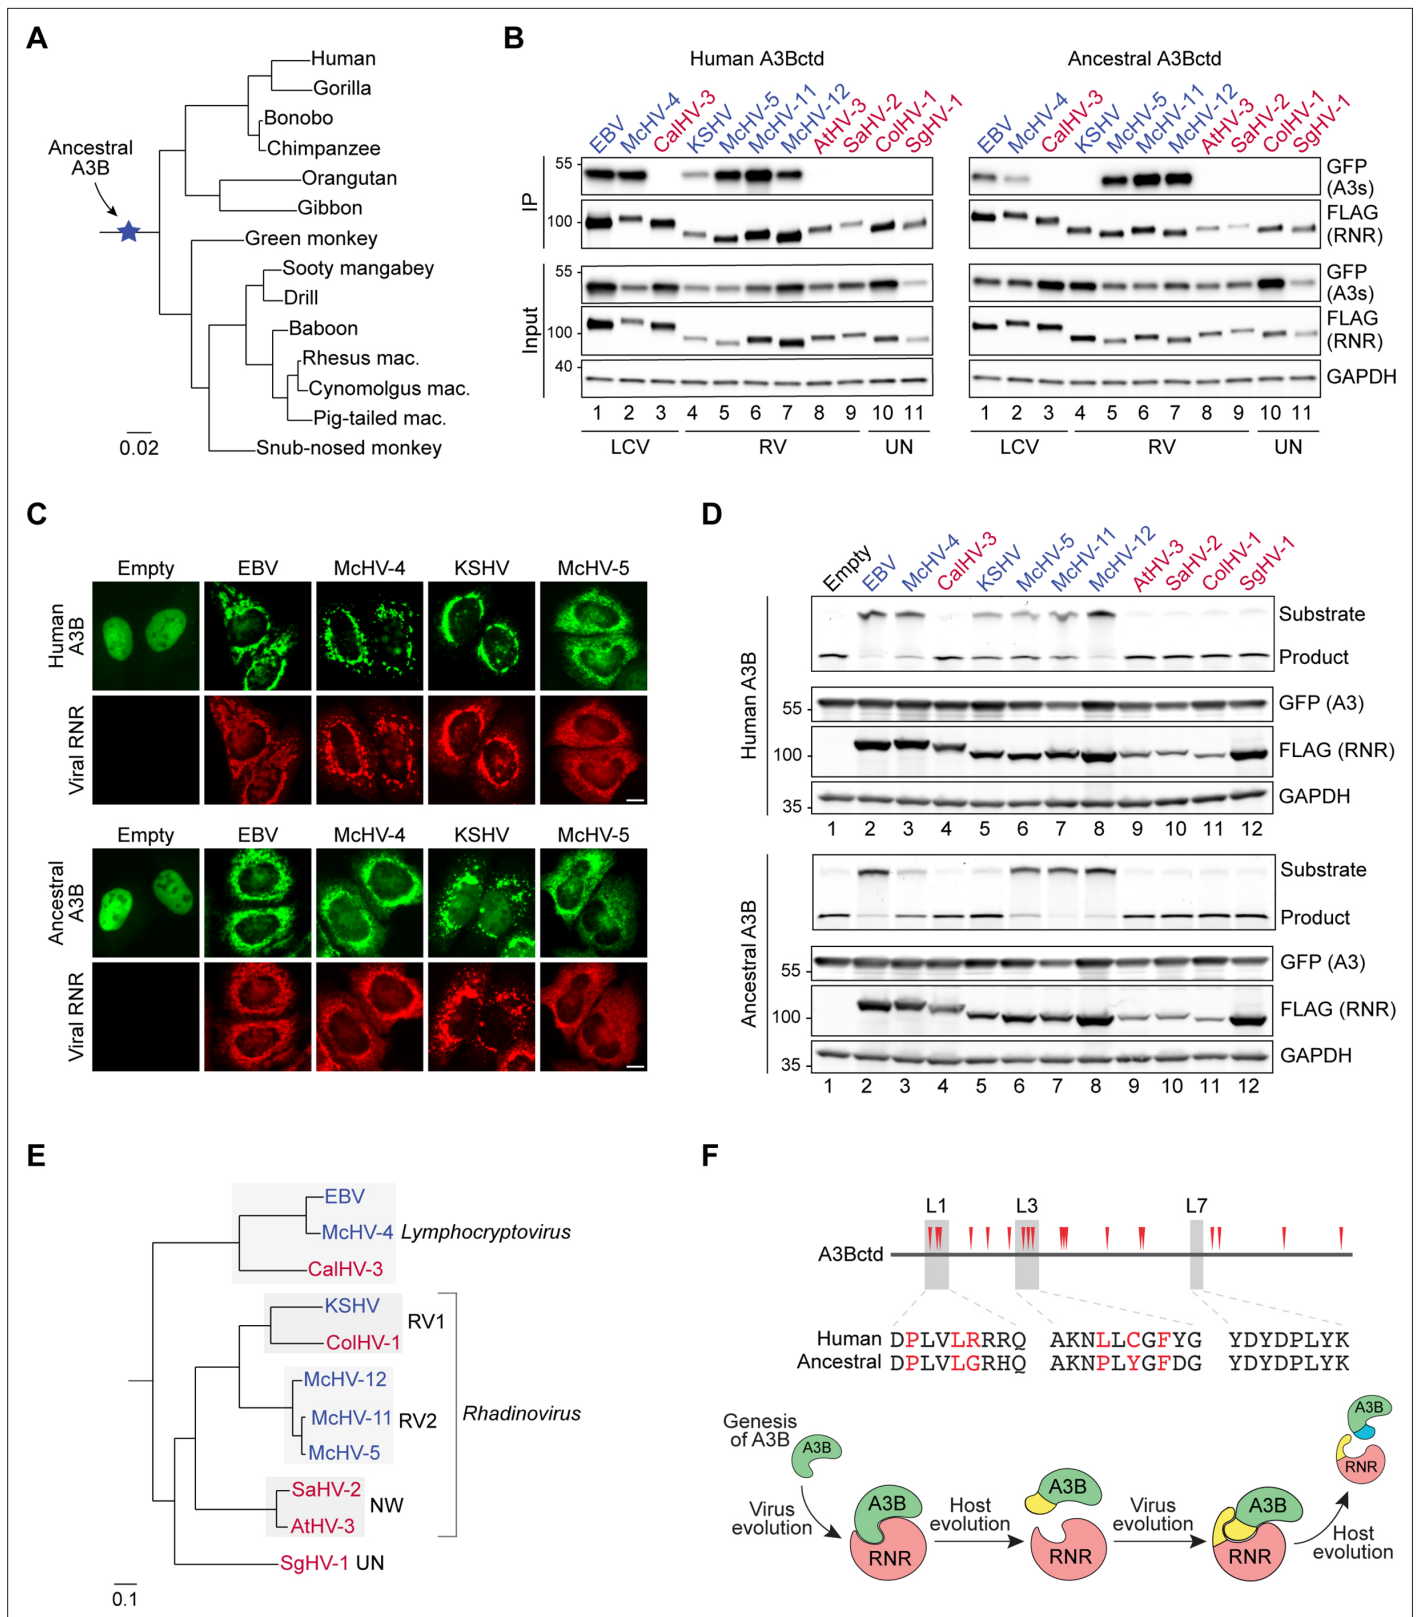 A
Human
Gorilla
Bonobo
Chimpanzee
Ancestral
A3B
Orangutan
Gibbon
Green monkey
Sooty mangabey
Drill
Baboon
Rhesus mac.
Cynomolgus mac.
Pig-tailed mac.
Snub-nosed monkey
0.02
B
Human A3Bctd
Ancestral A3Bctd
EBV McHV-4 CalHV-3 KSHV McHV-5 McHV-11 McHV-12 AtHV-3 SaHV-2 ColHV-1 SgHV-1
EBV McHV-4 CalHV-3 KSHV McHV-5 McHV-11 McHV-12 AtHV-3 SaHV-2 ColHV-1 SgHV-1
IP
55
GFP
(A3s)
100
FLAG
(RNR)
Input
55
GFP
(A3s)
100
FLAG
(RNR)
40
GAPDH
1 2 3 4 5 6 7 8 9 10 11
1 2 3 4 5 6 7 8 9 10 11
LCV RV UN
LCV RV UN
C
Empty EBV McHV-4 KSHV McHV-5
Human
A3B
Viral RNR
Empty EBV McHV-4 KSHV McHV-5
Ancestral
A3B
Viral RNR
D
Empty EBV McHV-4 CalHV-3 KSHV McHV-5 McHV-11 McHV-12 AtHV-3 SaHV-2 ColHV-1 SgHV-1
Human A3B
Substrate
Product
55
GFP (A3)
100
FLAG (RNR)
35
GAPDH
1 2 3 4 5 6 7 8 9 10 11 12
Ancestral A3B
Substrate
Product
55
GFP (A3)
100
FLAG (RNR)
35
GAPDH
1 2 3 4 5 6 7 8 9 10 11 12
E
EBV
McHV-4
Lymphocryptovirus
CalHV-3
KSHV
RV1
ColHV-1
McHV-12
McHV-11
RV2
McHV-5
Rhadinovirus
SaHV-2
NW
AtHV-3
SgHV-1 UN
0.1
F
L1 L3 L7
A3Bctd
Human DPLVLRRRQ AKNLLCGFYG YDYDPLYK
Ancestral DPLVLGRHQ AKNPLYGFDG YDYDPLYK
Genesis
of A3B
A3B
Virus
evolution
A3B
RNR
Host
evolution
A3B
RNR
Virus
evolution
A3B
RNR
Host
evolution
A3B
RNR